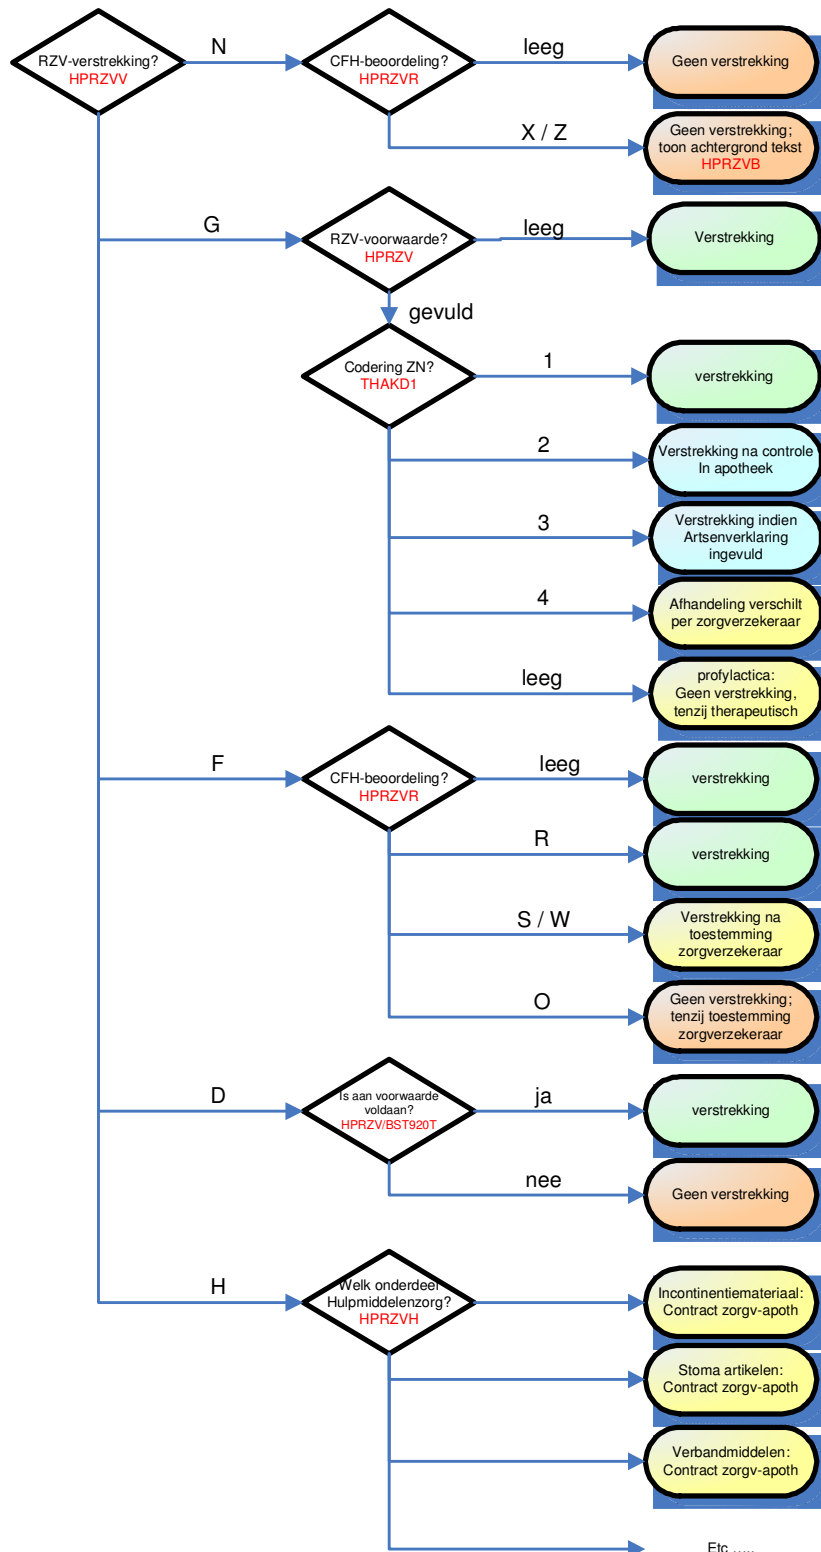 RZV-verstrekking?
HPRZVV
N
CFH-beoordeling?
HPRZVR
leeg
Geen verstrekking
X / Z
Geen verstrekking;
toon achtergrond tekst
HPRZVB
G
RZV-voorwaarde?
HPRZV
leeg
Verstrekking
gevuld
Codering ZN?
THAKD1
1
verstrekking
2
Verstrekking na controle
In apotheek
3
Verstrekking indien
Artsenverklaring
ingevuld
4
Afhandeling verschilt
per zorgverzekeraar
leeg
profylactica:
Geen verstrekking,
tenzij therapeutisch
F
CFH-beoordeling?
HPRZVR
leeg
verstrekking
R
verstrekking
S / W
Verstrekking na
toestemming
zorgverzekeraar
O
Geen verstrekking;
tenzij toestemming
zorgverzekeraar
D
Is aan voorwaarde
voldaan?
HPRZV/BST920T
ja
verstrekking
nee
Geen verstrekking
H
Welk onderdeel
Hulpmiddelenzorg?
HPRZVH
Incontinentiemateriaal:
Contract zorgv-apoth
Stoma artikelen:
Contract zorgv-apoth
Verbandmiddelen:
Contract zorgv-apoth
Etc .....